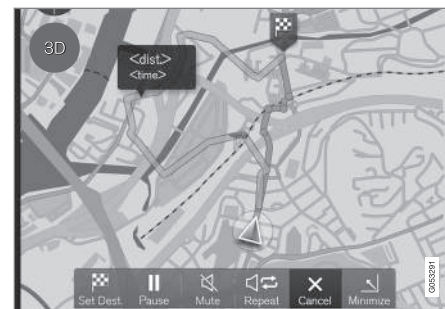 3D
<dist.>
<time>
Set Dest.
Pause
Mute
Repeat
Cancel
Minimize
G053291